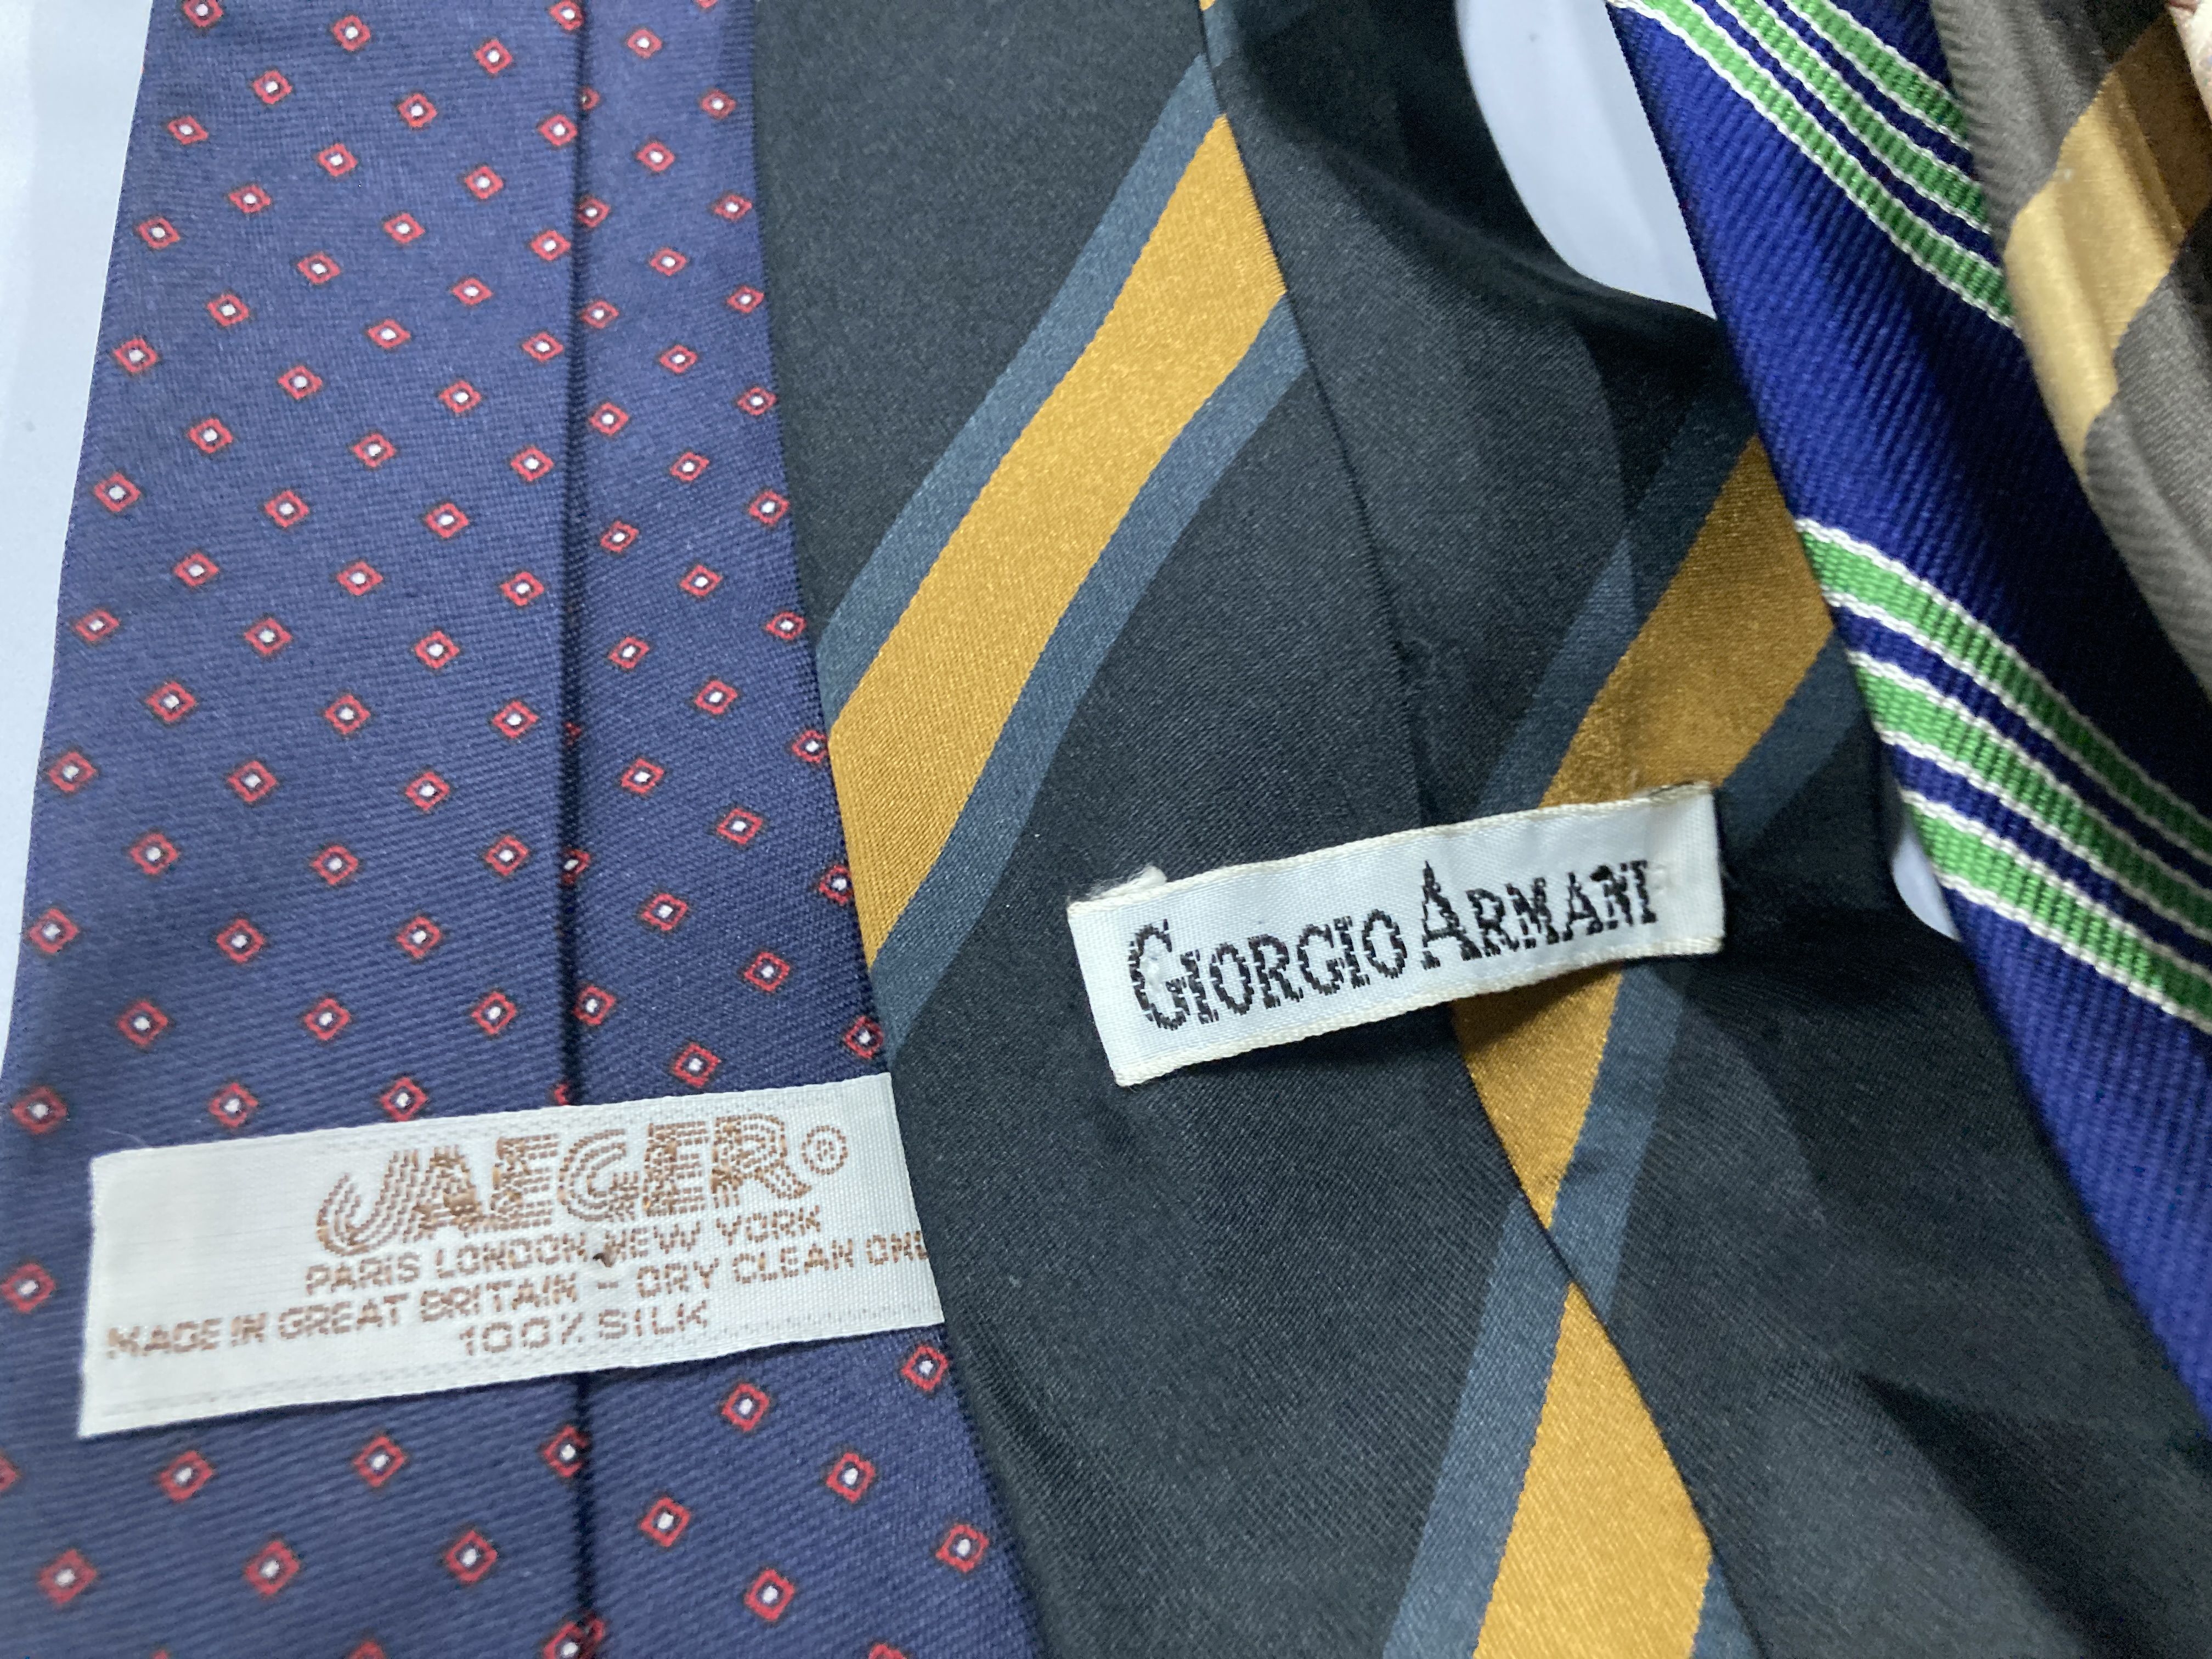 JAEGER®
PARIS LONDON NEW YORK
MADE IN GREAT BRITAIN - DRY CLEAN
100% SILK
GIORGIO ARMANI